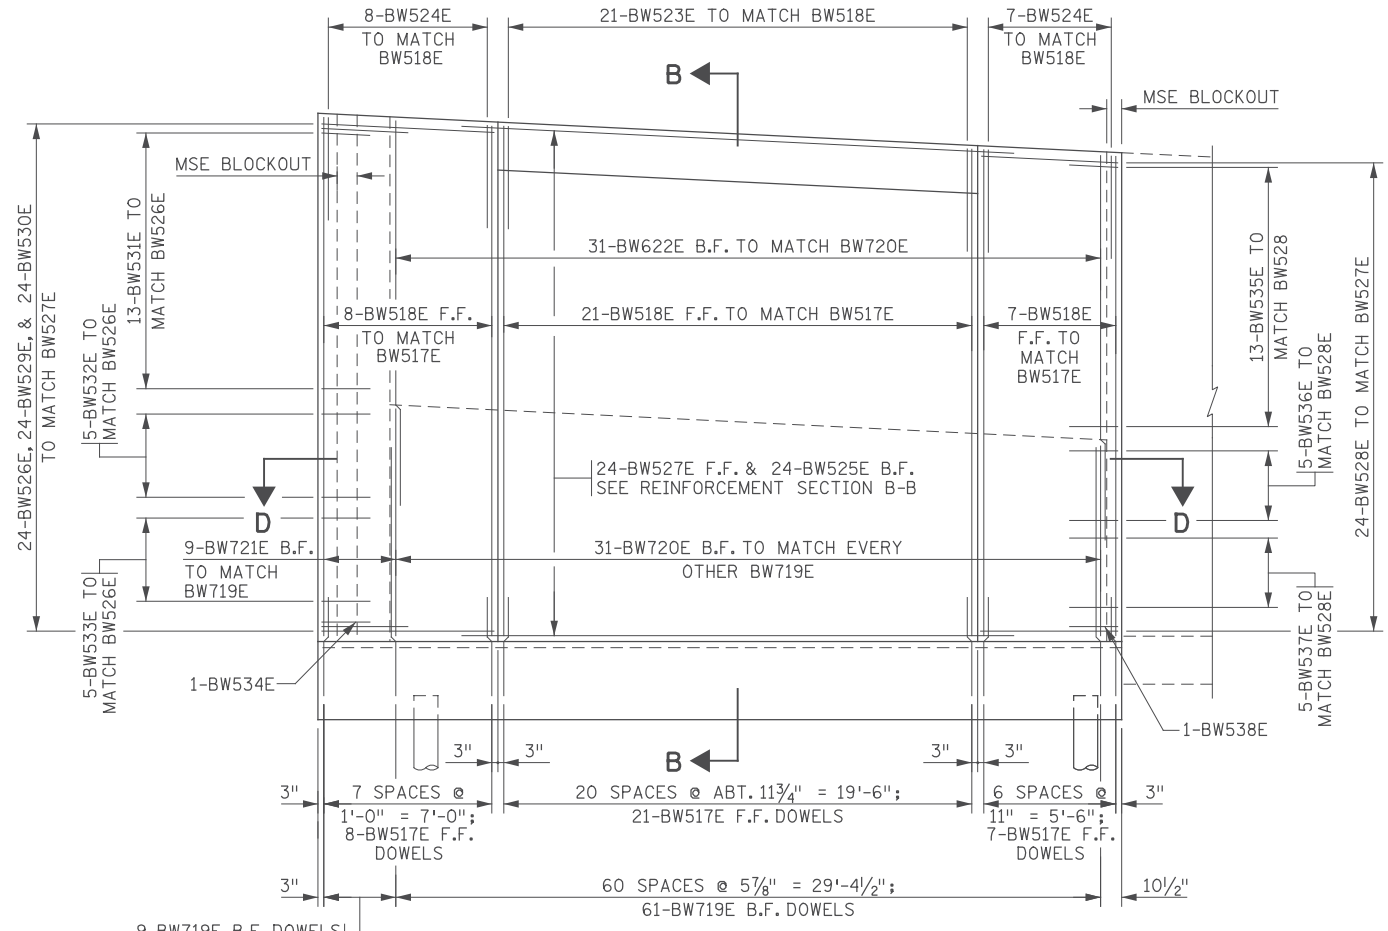 8-BW524E
TO MATCH
BW518E
21-BW523E TO MATCH BW518E
7-BW524E
TO MATCH
BW518E
B
MSE BLOCKOUT
MSE BLOCKOUT
24-BW526E, 24-BW529E, & 24-BW530E
TO MATCH BW527E
13-BW531E TO
MATCH BW526E
5-BW532E TO
MATCH BW526E
31-BW622E B.F. TO MATCH BW720E
8-BW518E F.F.
TO MATCH
BW517E
21-BW518E F.F. TO MATCH BW517E
7-BW518E
F.F. TO
MATCH
BW517E
13-BW535E TO
MATCH BW528
5-BW536E TO
MATCH BW528E
24-BW528E TO MATCH BW527E
24-BW527E F.F. & 24-BW525E B.F.
SEE REINFORCEMENT SECTION B-B
D
D
9-BW721E B.F.
TO MATCH
BW719E
31-BW720E B.F. TO MATCH EVERY
OTHER BW719E
5-BW533E TO
MATCH BW526E
5-BW537E TO
MATCH BW528E
1-BW534E
1-BW538E
3"
3"
B
3"
3"
3"
7 SPACES @
1'-0" = 7'-0";
8-BW517E F.F.
DOWELS
20 SPACES @ ABT. 11¾" = 19'-6";
21-BW517E F.F. DOWELS
6 SPACES @
11" = 5'-6";
7-BW517E F.F.
DOWELS
3"
3"
60 SPACES @ 5⅞" = 29'-4½";
61-BW719E B.F. DOWELS
10½"
9-BW719E B.F. DOWELS